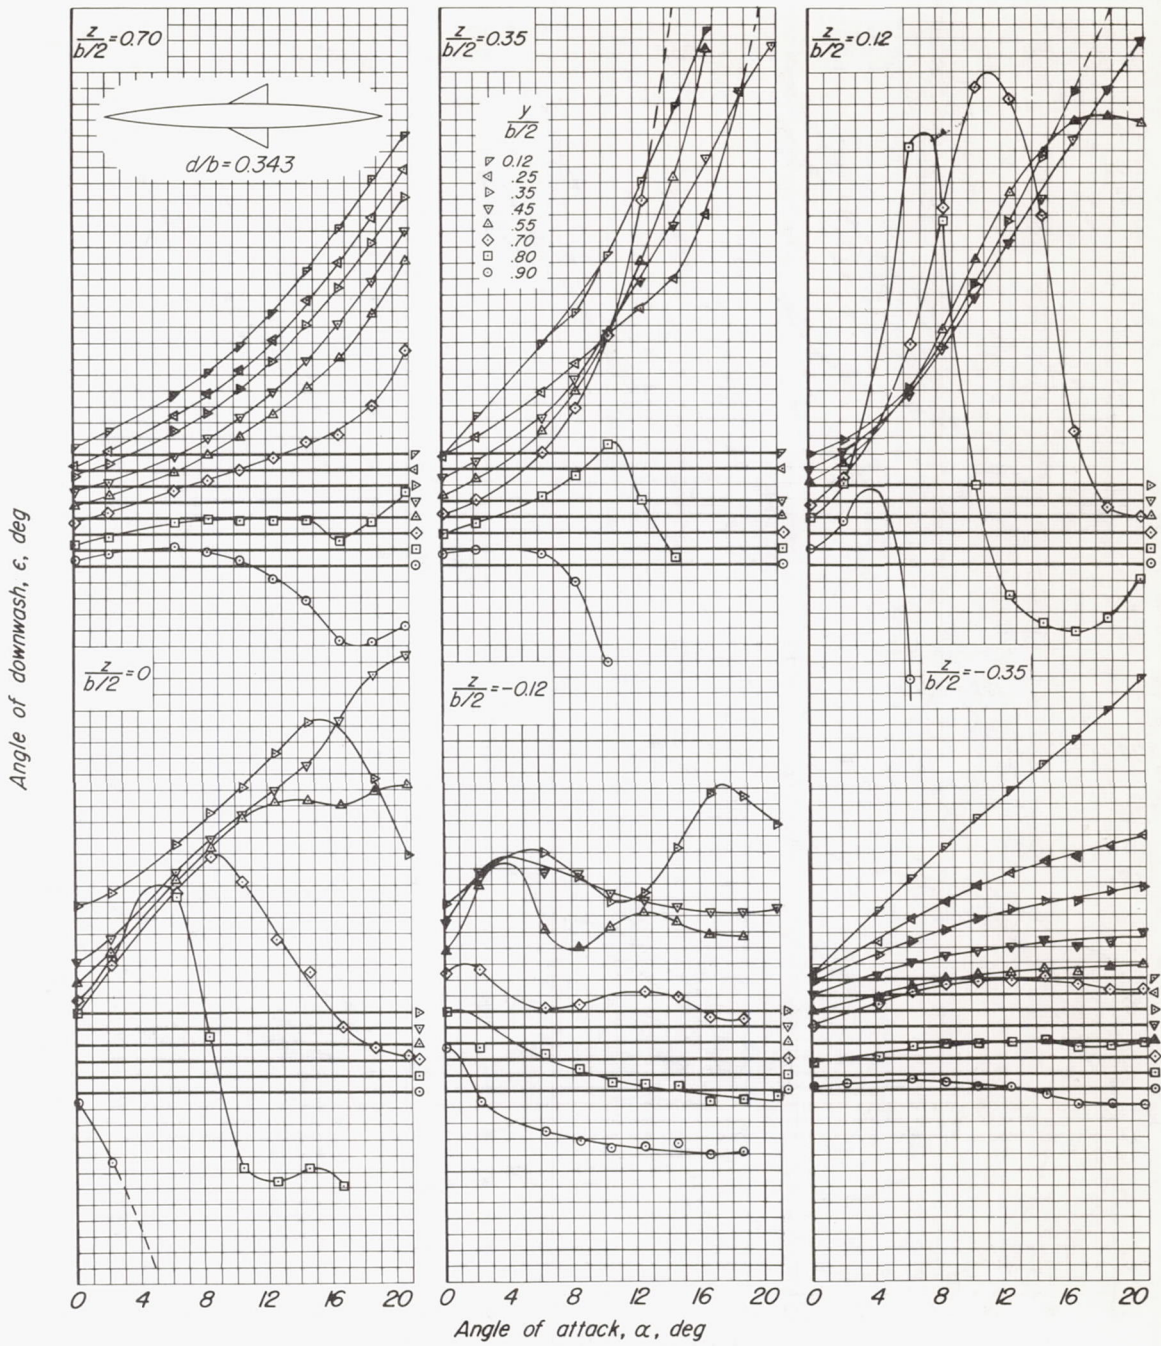 z/b/2 = 0.70
d/b = 0.343
z/b/2 = 0.35
y/b/2
0.12
.25
.35
.45
.55
.70
.80
.90
z/b/2 = 0.12
Angle of downwash, ε, deg
z/b/2 = 0
z/b/2 = -0.12
z/b/2 = -0.35
0 4 8 12 16 20
0 4 8 12 16 20
0 4 8 12 16 20
Angle of attack, α, deg